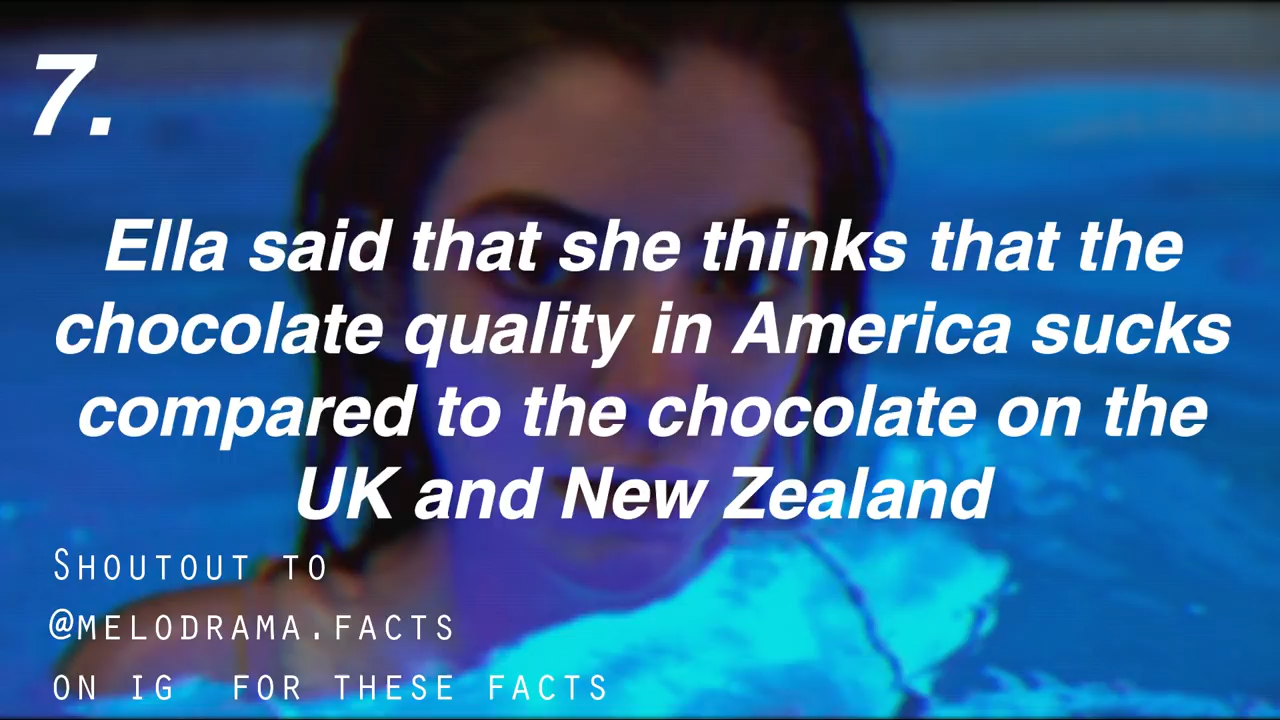 7.
Ella said that she thinks that the
chocolate quality in America sucks
compared to the chocolate on the
UK and New Zealand
SHOUTOUT TO
@MELODRAMA.FACTS
ON IG FOR THESE FACTS